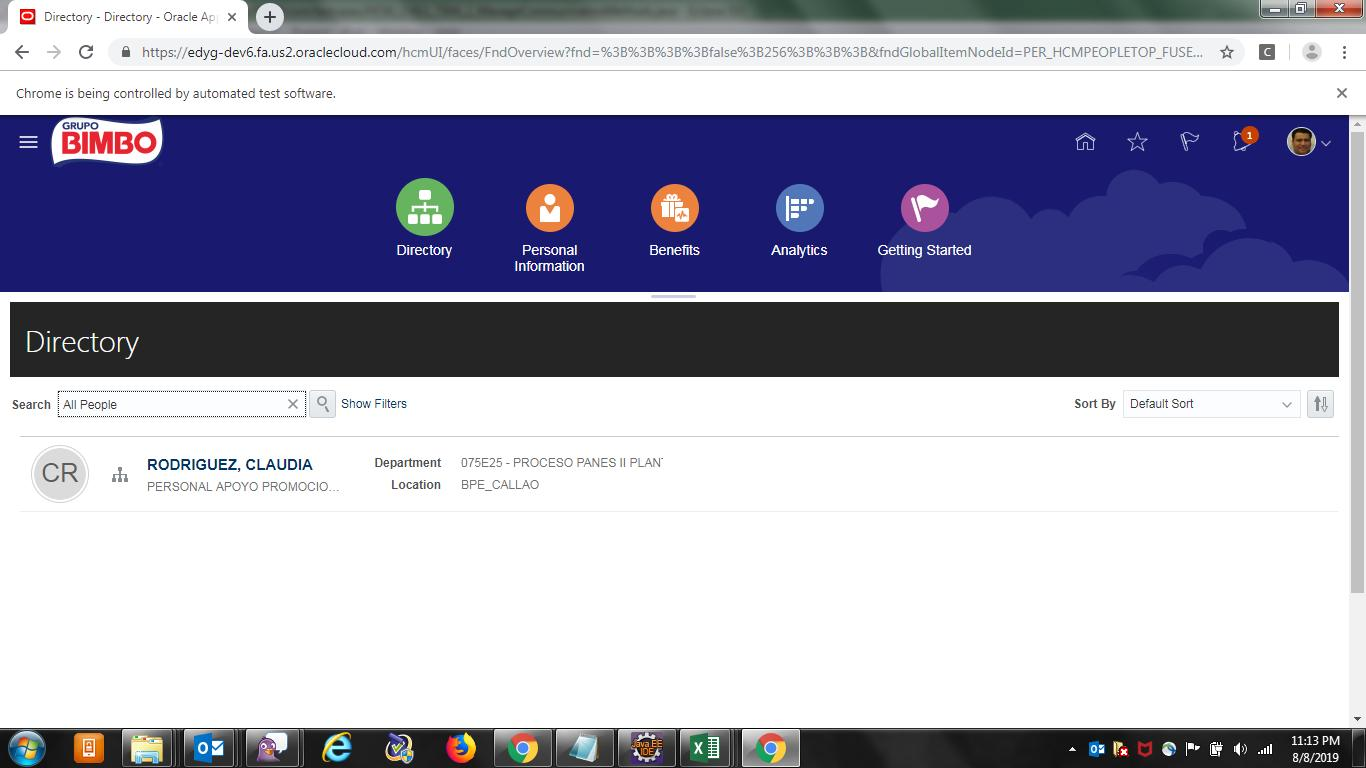 Directory - Directory - Oracle Ap
https://edyg-dev6.fa.us2.oraclecloud.com/hcmUI/faces/FndOverview?fnd=%3B%3B%3B%3Bfalse%3B256%3B%3B%3B&fndGlobalItemNodeId=PER_HCMPEOPLETOP_FUSE...
C
Chrome is being controlled by automated test software.
GRUPO
BIMBO
1
Directory
Personal Information
Benefits
Analytics
Getting Started
Directory
Search All People Show Filters Sort By Default Sort
CR RODRIGUEZ, CLAUDIA Department 075E25 - PROCESO PANES II PLAN
PERSONAL APOYO PROMOCIO... Location BPE_CALLAO
Java EE
IDE
11:13 PM
8/8/2019